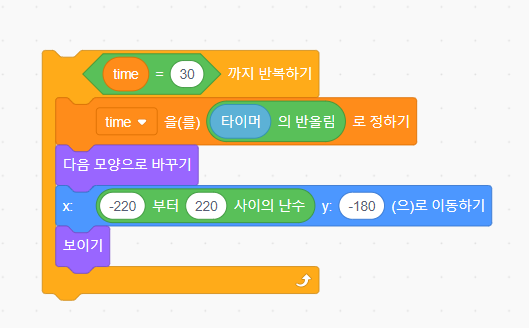 time = 30 까지 반복하기
time 을(를) 타이머 의 반올림 로 정하기
다음 모양으로 바꾸기
x: -220 부터 220 사이의 난수 y: -180 (으)로 이동하기
보이기